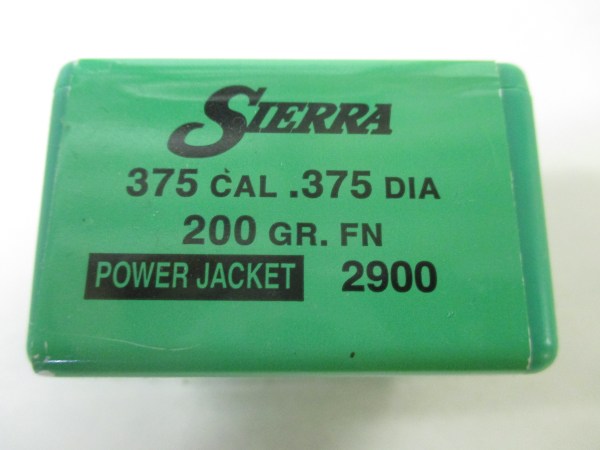 SIERRA
375 CAL .375 DIA
200 GR. FN
POWER JACKET 2900